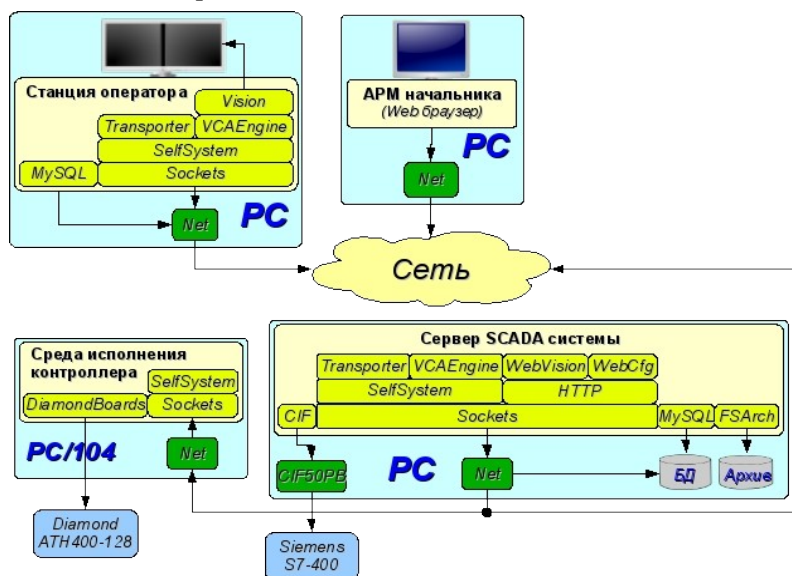 Станция оператора
Vision
Transporter VCAEngine
SelfSystem
MySQL Sockets
Net PC
АРМ начальника
(Web браузер)
PC
Net
Сеть
Среда исполнения
контроллера
SelfSystem
DiamondBoards Sockets
PC/104 Net
Diamond
ATH400-128
Сервер SCADA системы
Transporter VCAEngine WebVision WebCfg
SelfSystem HTTP
CIF Sockets MySQL FSArch
CIF50PB PC Net БД Архив
Siemens
S7-400